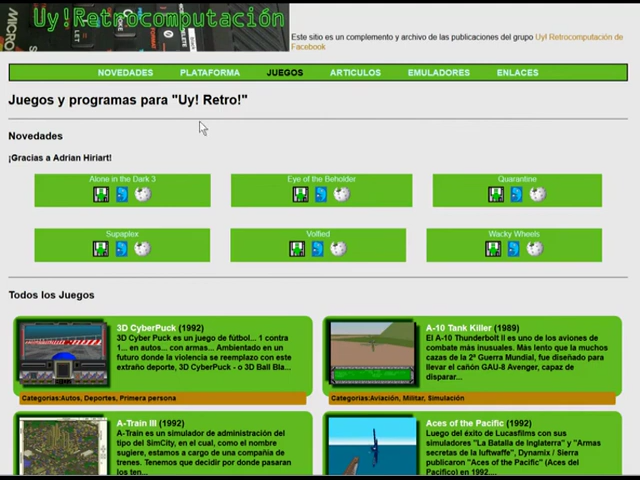 MICRO
Uy!Retrocomputación
Este sitio es un complemento y archivo de las publicaciones del grupo Uy! Retrocomputación de
Facebook
NOVEDADES PLATAFORMA JUEGOS ARTICULOS EMULADORES ENLACES
Juegos y programas para "Uy! Retro!"
Novedades
¡Gracias a Adrian Hiriart!
Alone in the Dark 3 Eye of the Beholder Quarantine
Supaplex Volfied Wacky Wheels
Todos los Juegos
3D CyberPuck (1992)
3D Cyber Puck es un juego de fútbol... 1 contra
1... en autos... con armas... Ambientado en un
futuro donde la violencia se reemplazo con este
extraño deporte, 3D CyberPuck - o 3D Ball Bla...
Categorias:Autos, Deportes, Primera persona
A-10 Tank Killer (1989)
El A-10 Thunderbolt II es uno de los aviones de
combate más inusuales. Más lento que la muchos
cazas de la 2º Guerra Mundial, fue diseñado para
llevar el cañón GAU-8 Avenger, capaz de
disparar...
Categorias:Aviación, Militar, Simulación
A-Train III (1992)
A-Train es un simulador de administración del
tipo del SimCity, en el cual, como el nombre
sugiere, estamos a cargo de una compañia de
trenes. Tenemos que decidir por donde pasaran
los ten...
Aces of the Pacific (1992)
Luego del éxito de Lucasfilms con sus
simuladores "La Batalla de Inglaterra" y "Armas
secretas de la luftwaffe", Dynamix / Sierra
publicaron "Aces of the Pacific" (Aces del
Pacifico) en 1992....